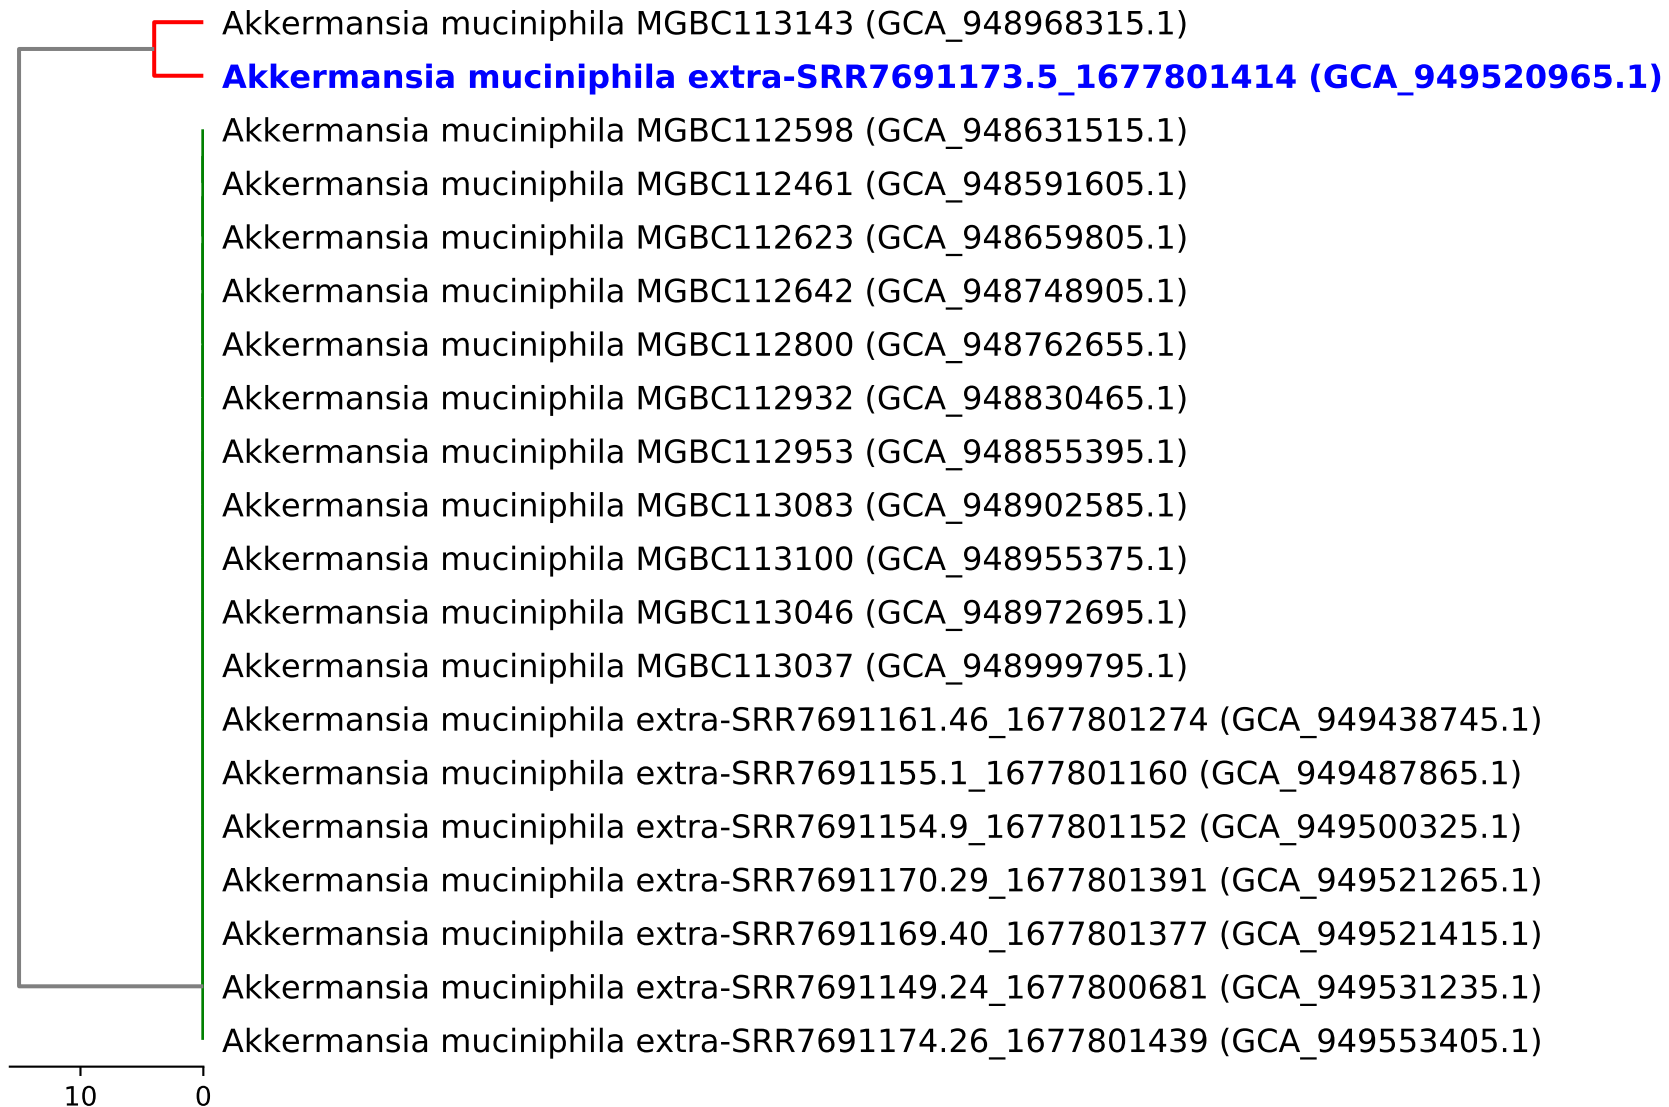 Akkermansia muciniphila MGBC113143 (GCA_948968315.1)
Akkermansia muciniphila extra-SRR7691173.5_1677801414 (GCA_949520965.1)
Akkermansia muciniphila MGBC112598 (GCA_948631515.1)
Akkermansia muciniphila MGBC112461 (GCA_948591605.1)
Akkermansia muciniphila MGBC112623 (GCA_948659805.1)
Akkermansia muciniphila MGBC112642 (GCA_948748905.1)
Akkermansia muciniphila MGBC112800 (GCA_948762655.1)
Akkermansia muciniphila MGBC112932 (GCA_948830465.1)
Akkermansia muciniphila MGBC112953 (GCA_948855395.1)
Akkermansia muciniphila MGBC113083 (GCA_948902585.1)
Akkermansia muciniphila MGBC113100 (GCA_948955375.1)
Akkermansia muciniphila MGBC113046 (GCA_948972695.1)
Akkermansia muciniphila MGBC113037 (GCA_948999795.1)
Akkermansia muciniphila extra-SRR7691161.46_1677801274 (GCA_949438745.1)
Akkermansia muciniphila extra-SRR7691155.1_1677801160 (GCA_949487865.1)
Akkermansia muciniphila extra-SRR7691154.9_1677801152 (GCA_949500325.1)
Akkermansia muciniphila extra-SRR7691170.29_1677801391 (GCA_949521265.1)
Akkermansia muciniphila extra-SRR7691169.40_1677801377 (GCA_949521415.1)
Akkermansia muciniphila extra-SRR7691149.24_1677800681 (GCA_949531235.1)
Akkermansia muciniphila extra-SRR7691174.26_1677801439 (GCA_949553405.1)
10 0